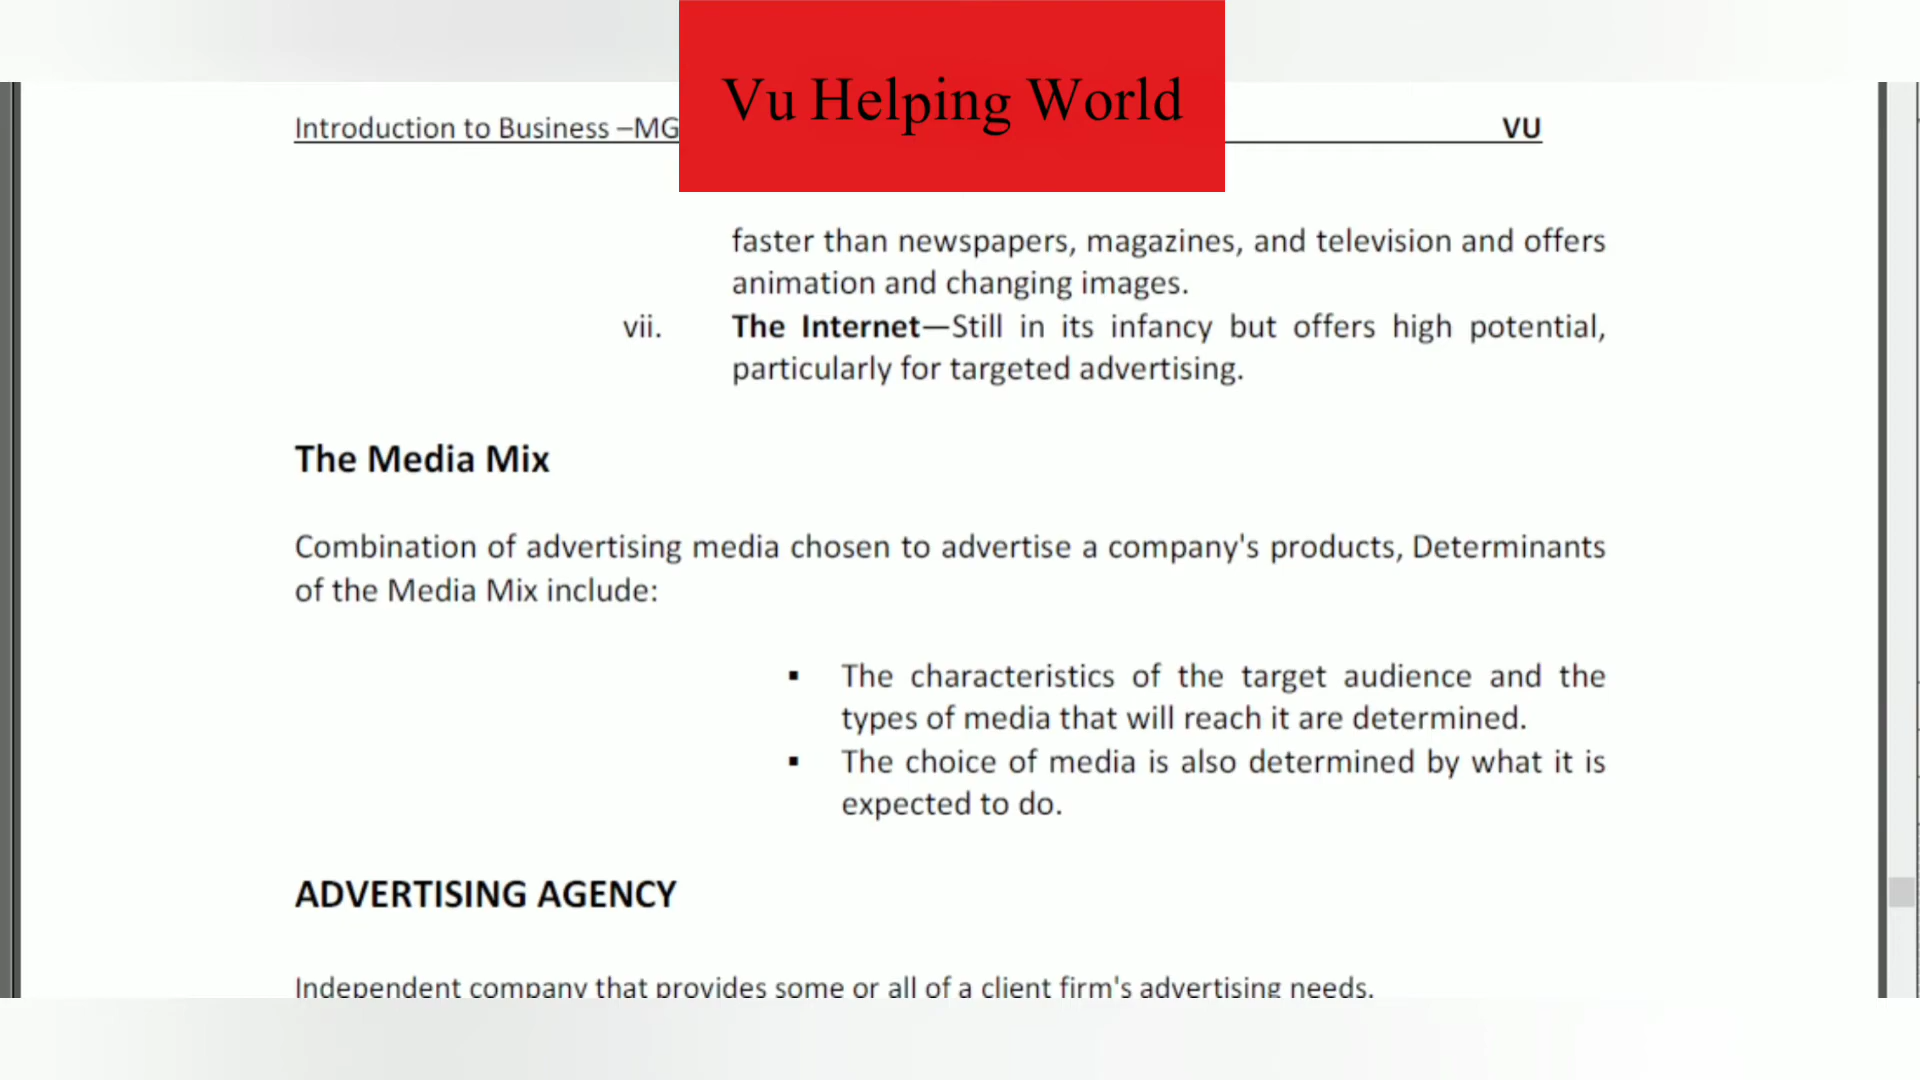 Vu Helping World
Introduction to Business –MG
VU
faster than newspapers, magazines, and television and offers
animation and changing images.
vii. The Internet—Still in its infancy but offers high potential,
particularly for targeted advertising.
The Media Mix
Combination of advertising media chosen to advertise a company's products, Determinants
of the Media Mix include:
▪ The characteristics of the target audience and the
types of media that will reach it are determined.
▪ The choice of media is also determined by what it is
expected to do.
ADVERTISING AGENCY
Independent company that provides some or all of a client firm's advertising needs.